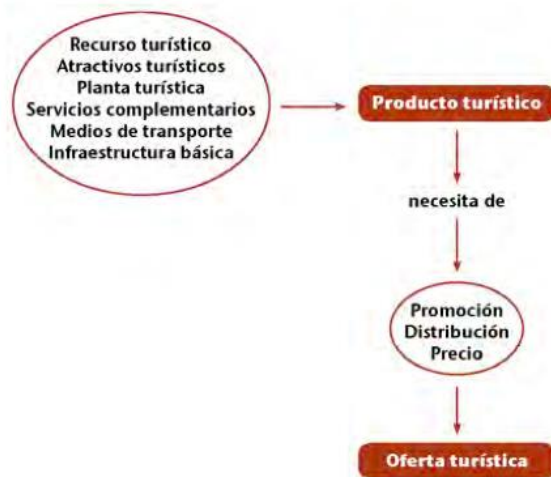 Recurso turístico
Atractivos turísticos
Planta turística
Servicios complementarios
Medios de transporte
Infraestructura básica
Producto turístico
necesita de
Promoción
Distribución
Precio
Oferta turística